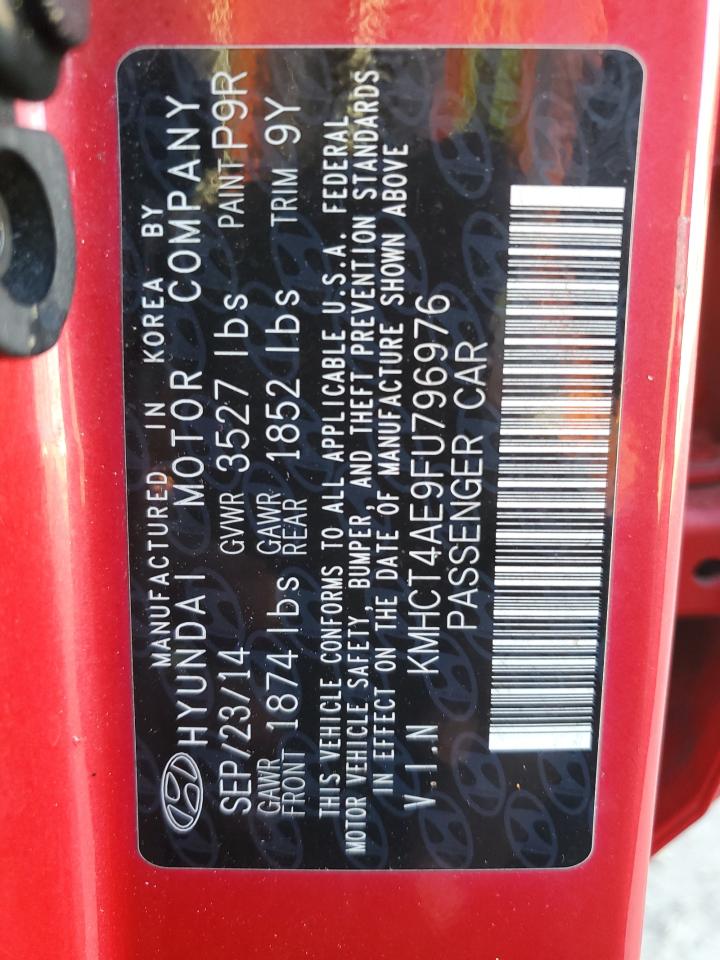 MANUFACTURED IN KOREA BY
HYUNDAI MOTOR COMPANY
SEP/23/14 GVWR 3527 lbs PAINT P9R
GAWR FRONT 1874 lbs GAWR REAR 1852 lbs TRIM 9Y
THIS VEHICLE CONFORMS TO ALL APPLICABLE U.S.A. FEDERAL
MOTOR VEHICLE SAFETY, BUMPER, AND THEFT PREVENTION STANDARDS
IN EFFECT ON THE DATE OF MANUFACTURE SHOWN ABOVE
V.I.N KMHCT4AE9FU796976
PASSENGER CAR